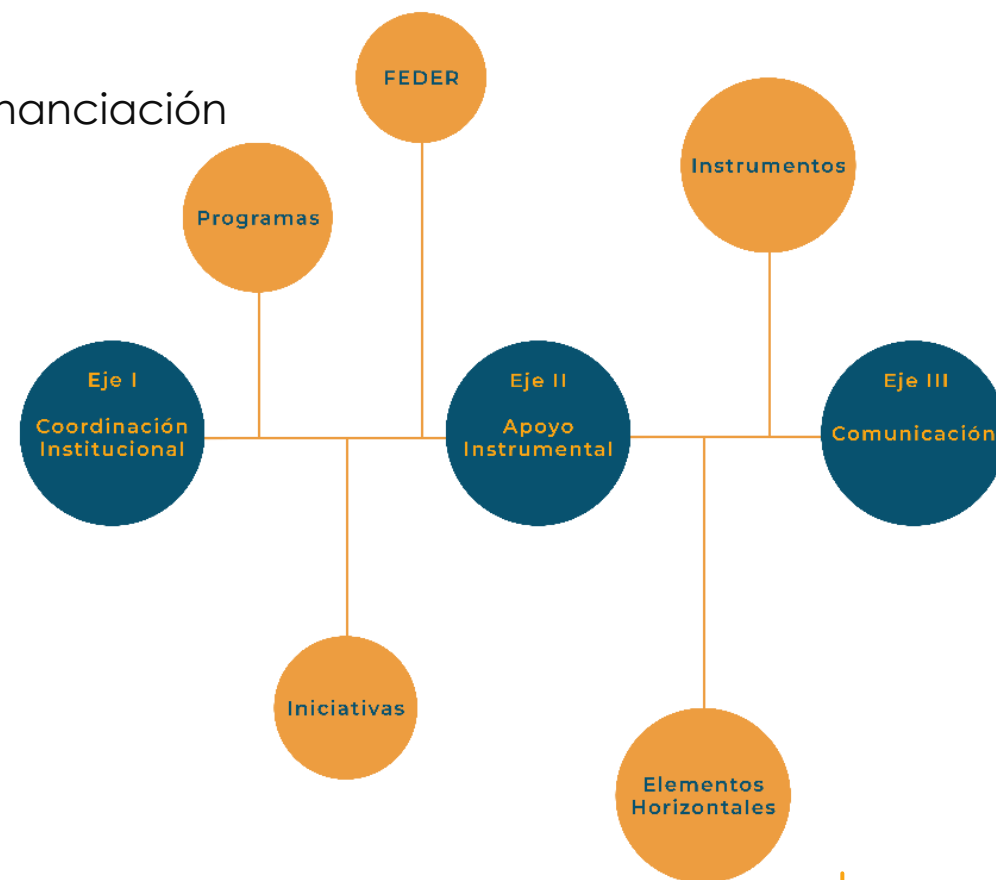 FEDER
nanciación
Instrumentos
Programas
Eje I
Coordinación
Institucional
Eje II
Apoyo
Instrumental
Eje III
Comunicación
Iniciativas
Elementos
Horizontales